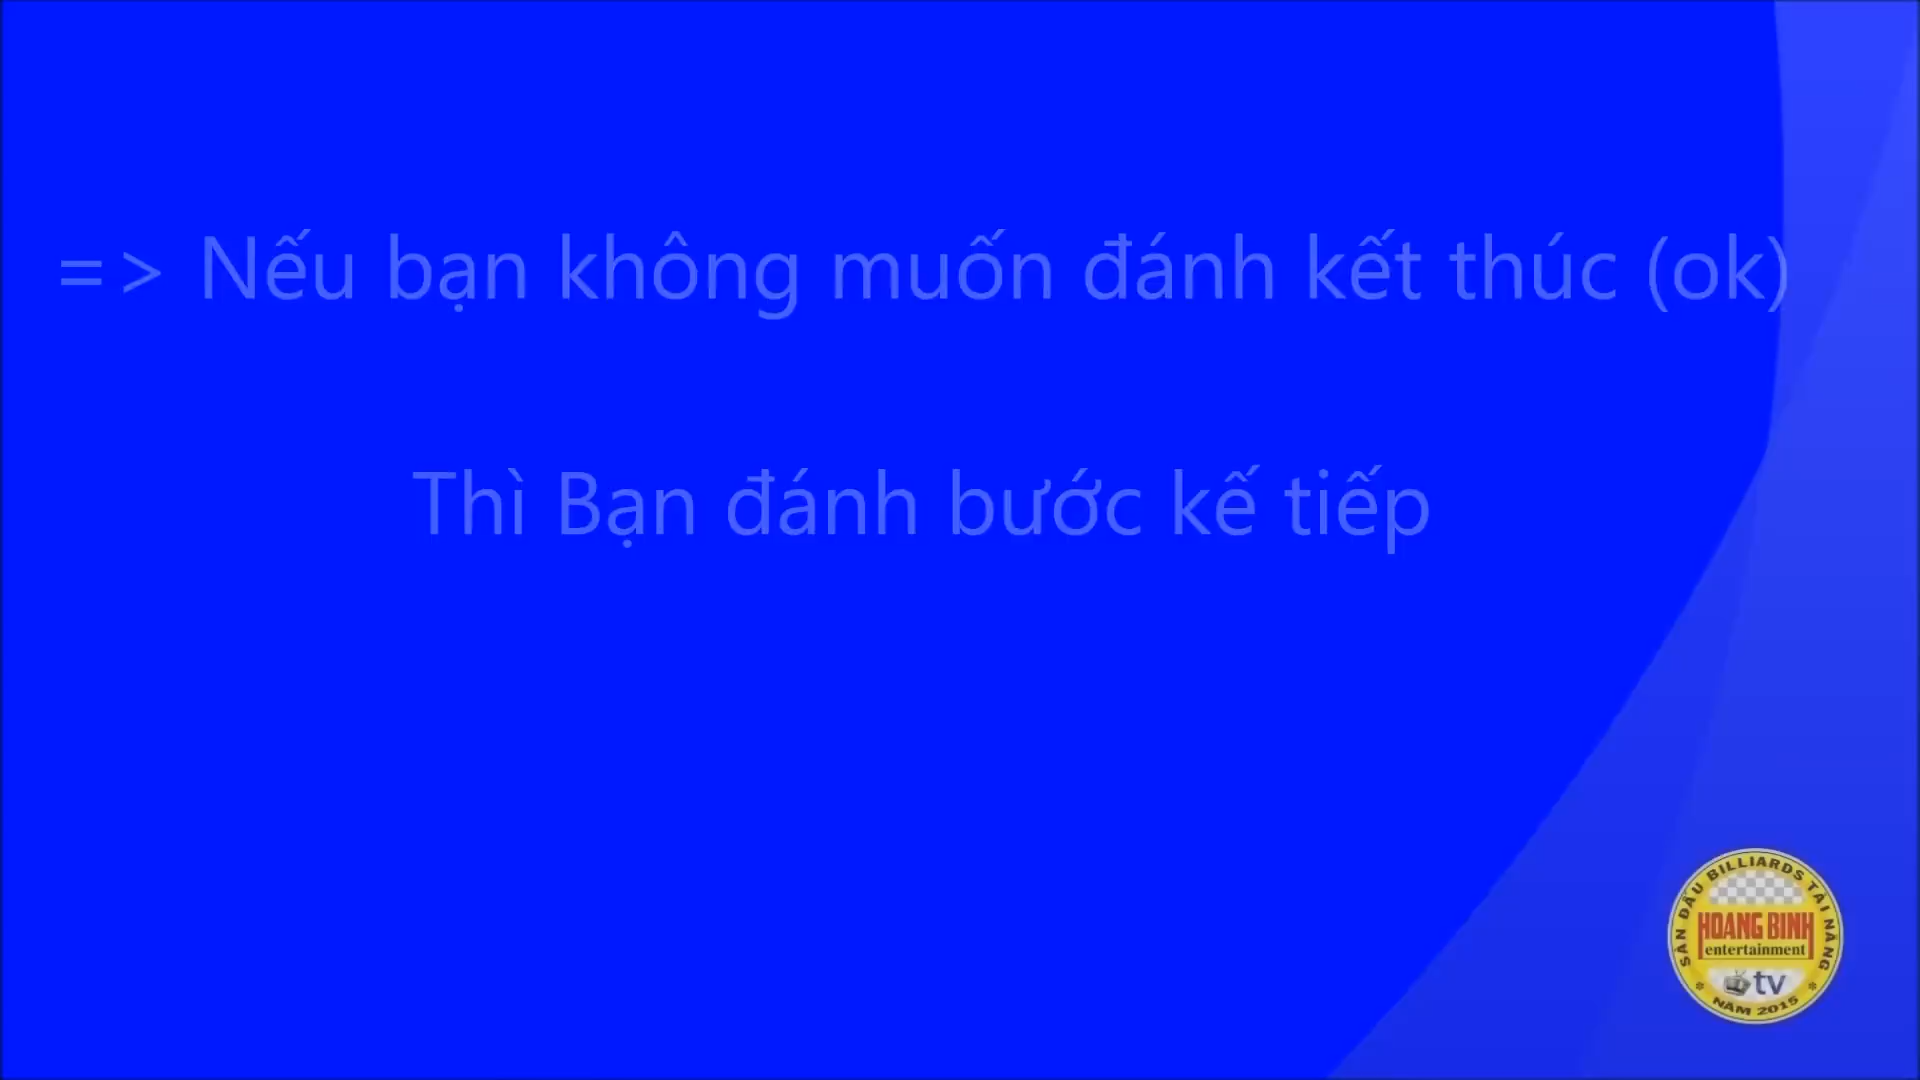 => Nếu bạn không muốn đánh kết thúc (ok)
Thì Bạn đánh bước kế tiếp
SÂN ĐẤU BILLIARDS TÀI NĂNG
HOANG BINH
entertainment
tv
NĂM 2015